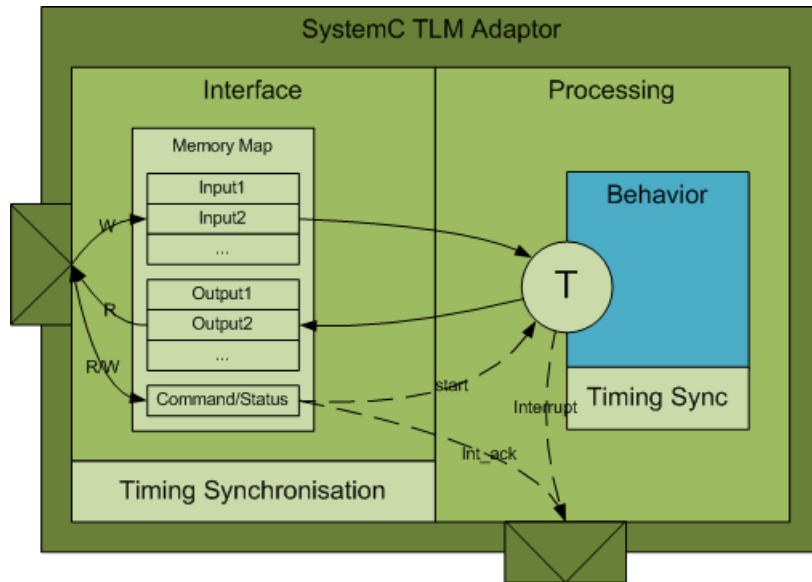 SystemC TLM Adaptor
Interface
Processing
Memory Map
Input1
Input2
...
Output1
Output2
...
Command/Status
W
R
R/W
Behavior
T
Timing Sync
start
Interrupt
Int_ack
Timing Synchronisation